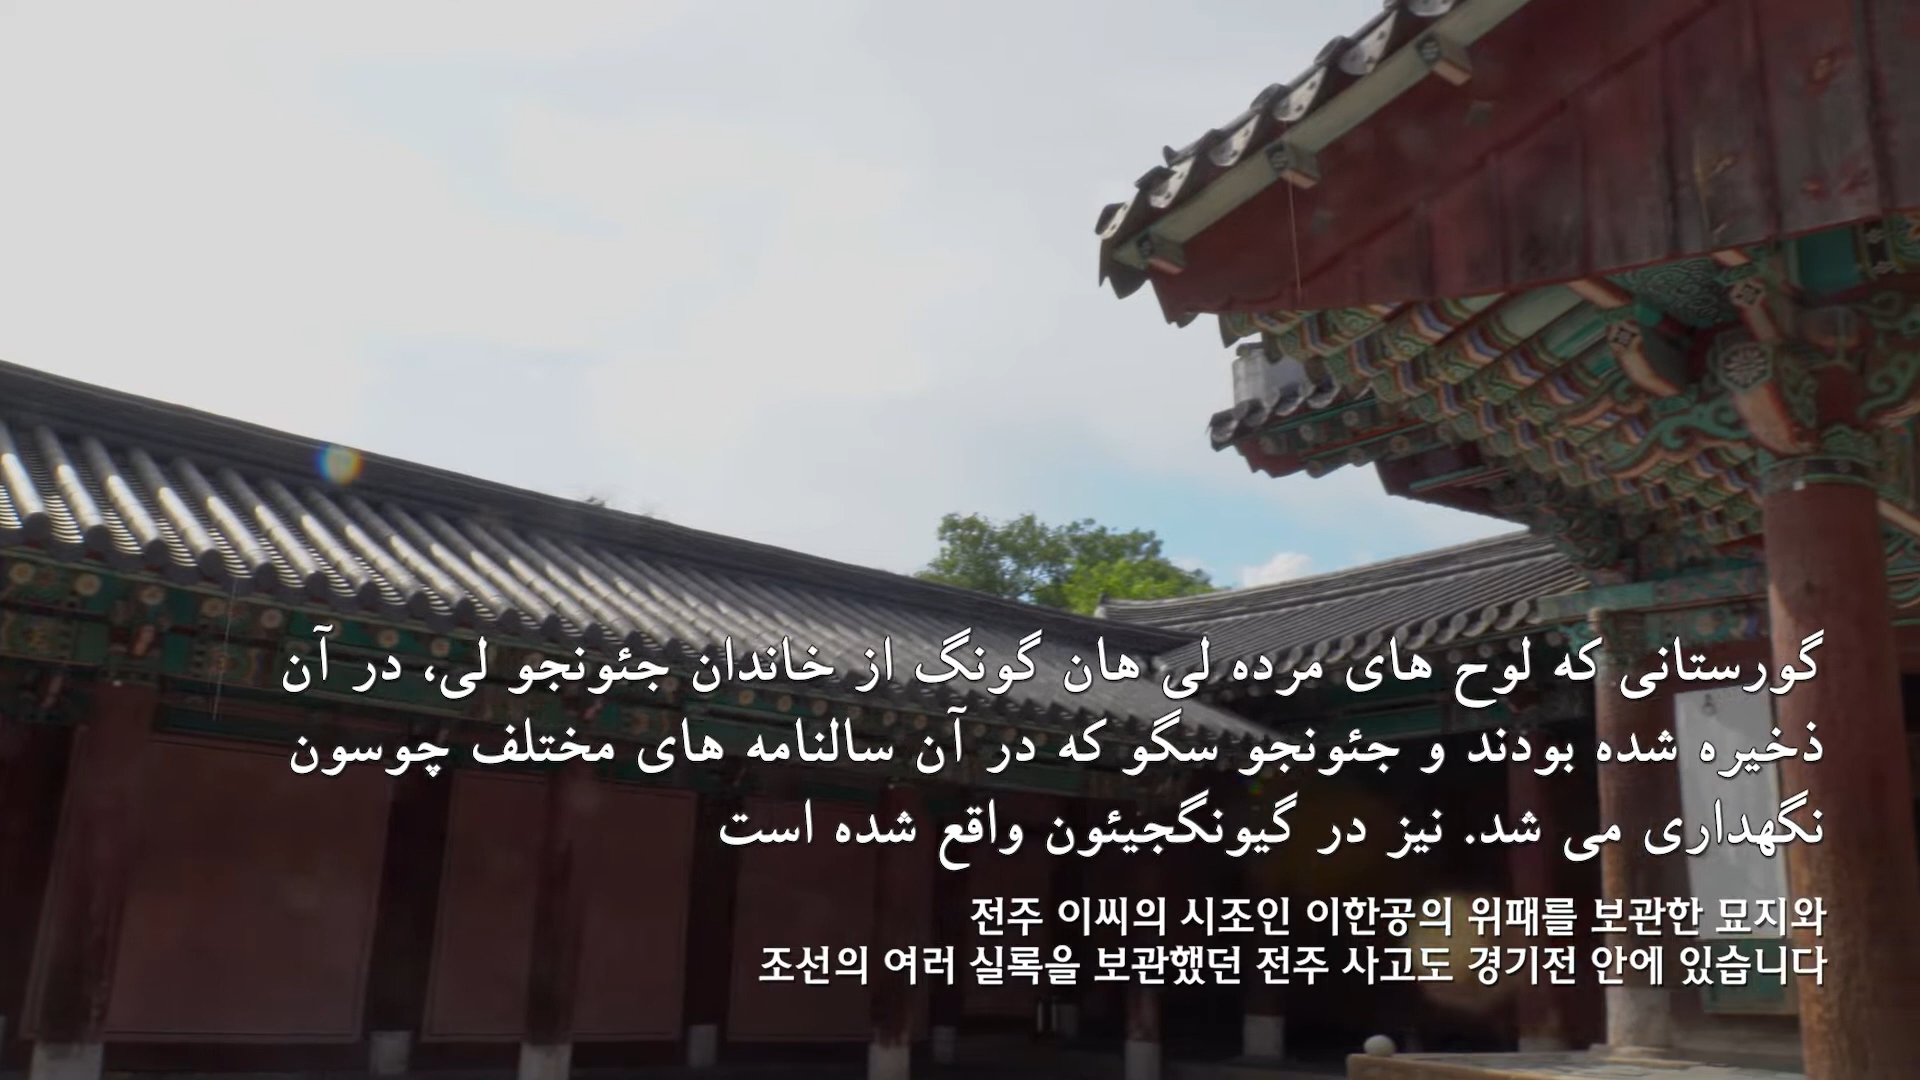 گورستانی که لوح های مرده لی هان گونگ از خاندان جئونجو لی، در آن
ذخیره شده بودند و جئونجو سگو که در آن سالنامه های مختلف چوسون
نگهداری می شد. نیز در گیونگجیئون واقع شده است
전주 이씨의 시조인 이한공의 위패를 보관한 묘지와
조선의 여러 실록을 보관했던 전주 사고도 경기전 안에 있습니다